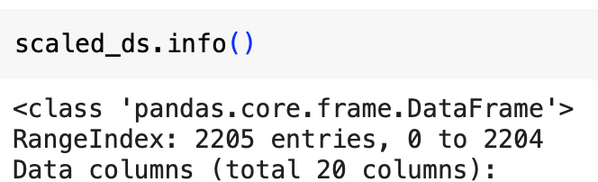 scaled_ds.info()
<class 'pandas.core.frame.DataFrame'>
RangeIndex: 2205 entries, 0 to 2204
Data columns (total 20 columns):